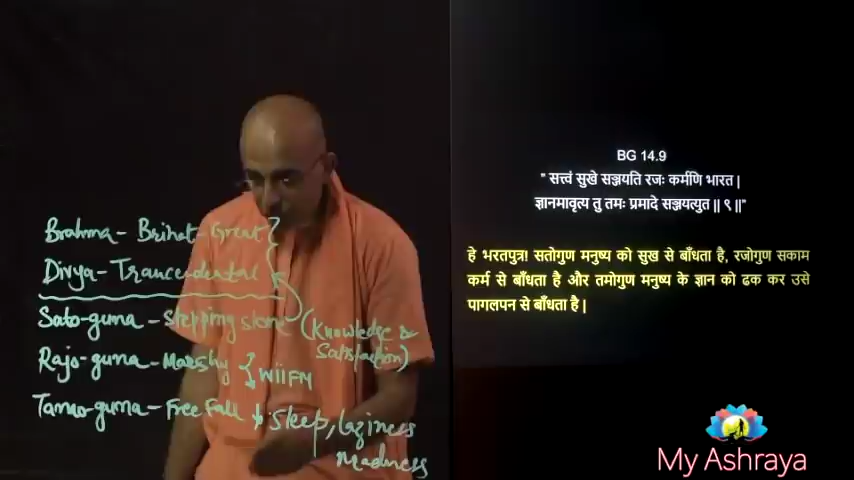 Brahma - Brihat - Great
Divya - Trancendental
Sato-guna - Stepping stone (Knowledge & Satisfaction)
Rajo-guna - Marshy } WIIFM
Tamo-guna - Free fall ↓ Sleep, laziness
Madness
BG 14.9
" सत्त्वं सुखे सञ्जयति रजः कर्मणि भारत |
ज्ञानमावृत्य तु तमः प्रमादे सञ्जयत्युत || ९ ||"
हे भरतपुत्र! सतोगुण मनुष्य को सुख से बाँधता है, रजोगुण सकाम
कर्म से बाँधता है और तमोगुण मनुष्य के ज्ञान को ढक कर उसे
पागलपन से बाँधता है |
My Ashraya